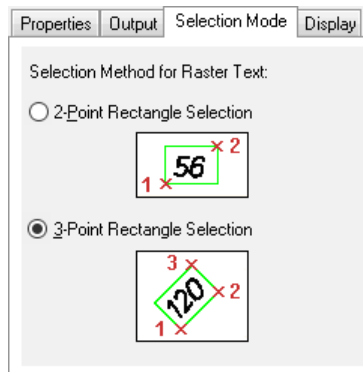 Properties Output Selection Mode Display
Selection Method for Raster Text:
2-Point Rectangle Selection
56
2
1
3-Point Rectangle Selection
3
120
2
1